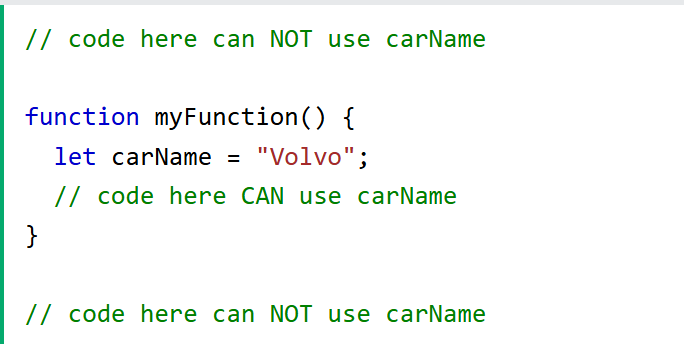 // code here can NOT use carName
function myFunction() {
let carName = "Volvo";
// code here CAN use carName
}
// code here can NOT use carName